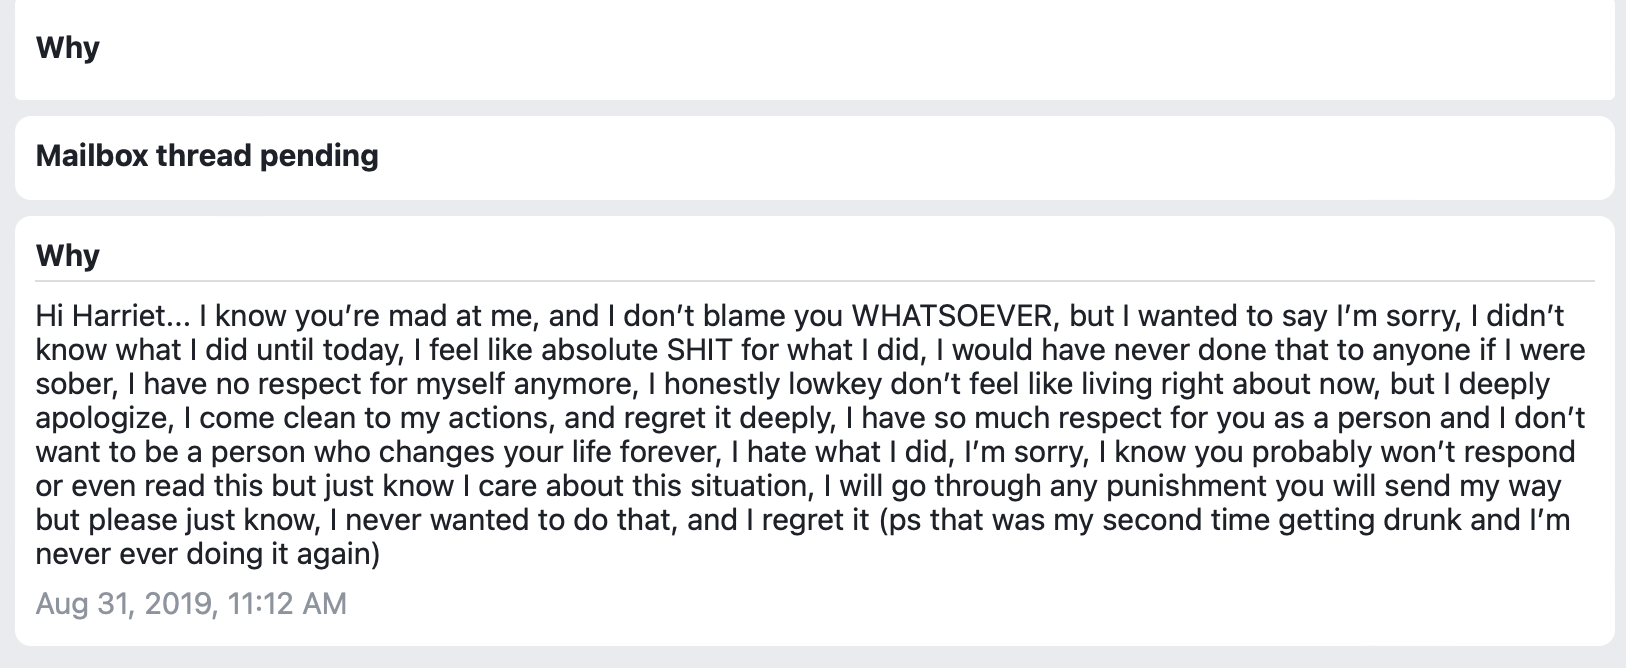 Why
Mailbox thread pending
Why
Hi Harriet... I know you’re mad at me, and I don’t blame you WHATSOEVER, but I wanted to say I’m sorry, I didn’t
know what I did until today, I feel like absolute SHIT for what I did, I would have never done that to anyone if I were
sober, I have no respect for myself anymore, I honestly lowkey don’t feel like living right about now, but I deeply
apologize, I come clean to my actions, and regret it deeply, I have so much respect for you as a person and I don’t
want to be a person who changes your life forever, I hate what I did, I’m sorry, I know you probably won’t respond
or even read this but just know I care about this situation, I will go through any punishment you will send my way
but please just know, I never wanted to do that, and I regret it (ps that was my second time getting drunk and I’m
never ever doing it again)
Aug 31, 2019, 11:12 AM